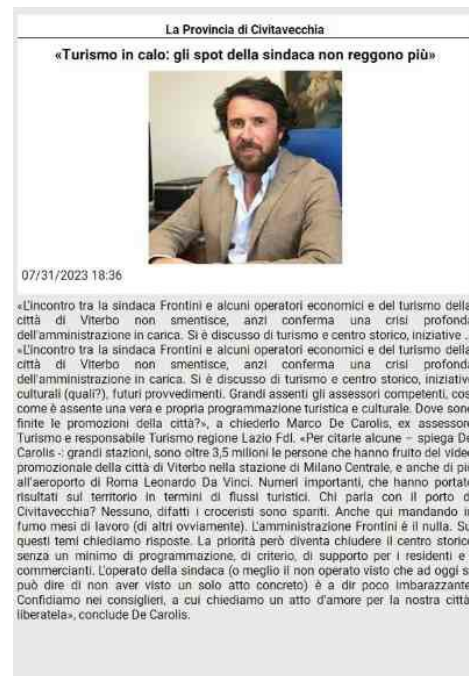 La Provincia di Civitavecchia
«Turismo in calo: gli spot della sindaca non reggono più»
07/31/2023 18:36
«L'incontro tra la sindaca Frontini e alcuni operatori economici e del turismo della
città di Viterbo non smentisce, anzi conferma una crisi profonda
dell'amministrazione in carica. Si è discusso di turismo e centro storico, iniziative ..
«L'incontro tra la sindaca Frontini e alcuni operatori economici e del turismo della
città di Viterbo non smentisce, anzi conferma una crisi profonda
dell'amministrazione in carica. Si è discusso di turismo e centro storico, iniziative
culturali (quali?), futuri provvedimenti. Grandi assenti gli assessori competenti, così
come è assente una vera e propria programmazione turistica e culturale. Dove sono
finite le promozioni della città?», a chiederlo Marco De Carolis, ex assessore
Turismo e responsabile Turismo regione Lazio FdI. «Per citarle alcune – spiega De
Carolis -: grandi stazioni, sono oltre 3,5 milioni le persone che hanno fruito del video
promozionale della città di Viterbo nella stazione di Milano Centrale, e anche di più
all'aeroporto di Roma Leonardo Da Vinci. Numeri importanti, che hanno portato
risultati sul territorio in termini di flussi turistici. Chi parla con il porto di
Civitavecchia? Nessuno, difatti i croceristi sono spariti. Anche qui mandando in
fumo mesi di lavoro (di altri ovviamente). L'amministrazione Frontini è il nulla. Su
questi temi chiediamo risposte. La priorità però diventa chiudere il centro storico
senza un minimo di programmazione, di criterio, di supporto per i residenti e i
commercianti. L'operato della sindaca (o meglio il non operato visto che ad oggi si
può dire di non aver visto un solo atto concreto) è a dir poco imbarazzante.
Confidiamo nei consiglieri, a cui chiediamo un atto d'amore per la nostra città:
liberatela», conclude De Carolis.